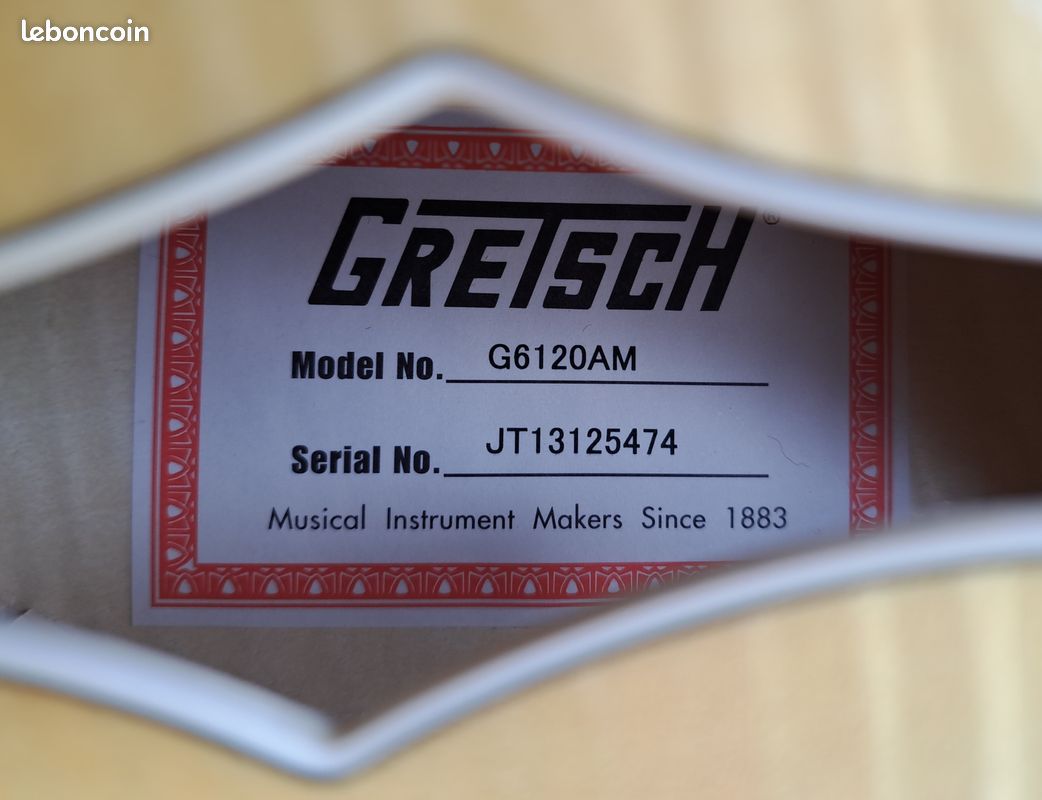 leboncoin
GRETSCH®
Model No. G6120AM
Serial No. JT13125474
Musical Instrument Makers Since 1883